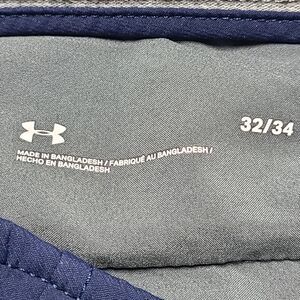 32/34
MADE IN BANGLADESH / FABRIQUÉ AU BANGLADESH /
HECHO EN BANGLADESH